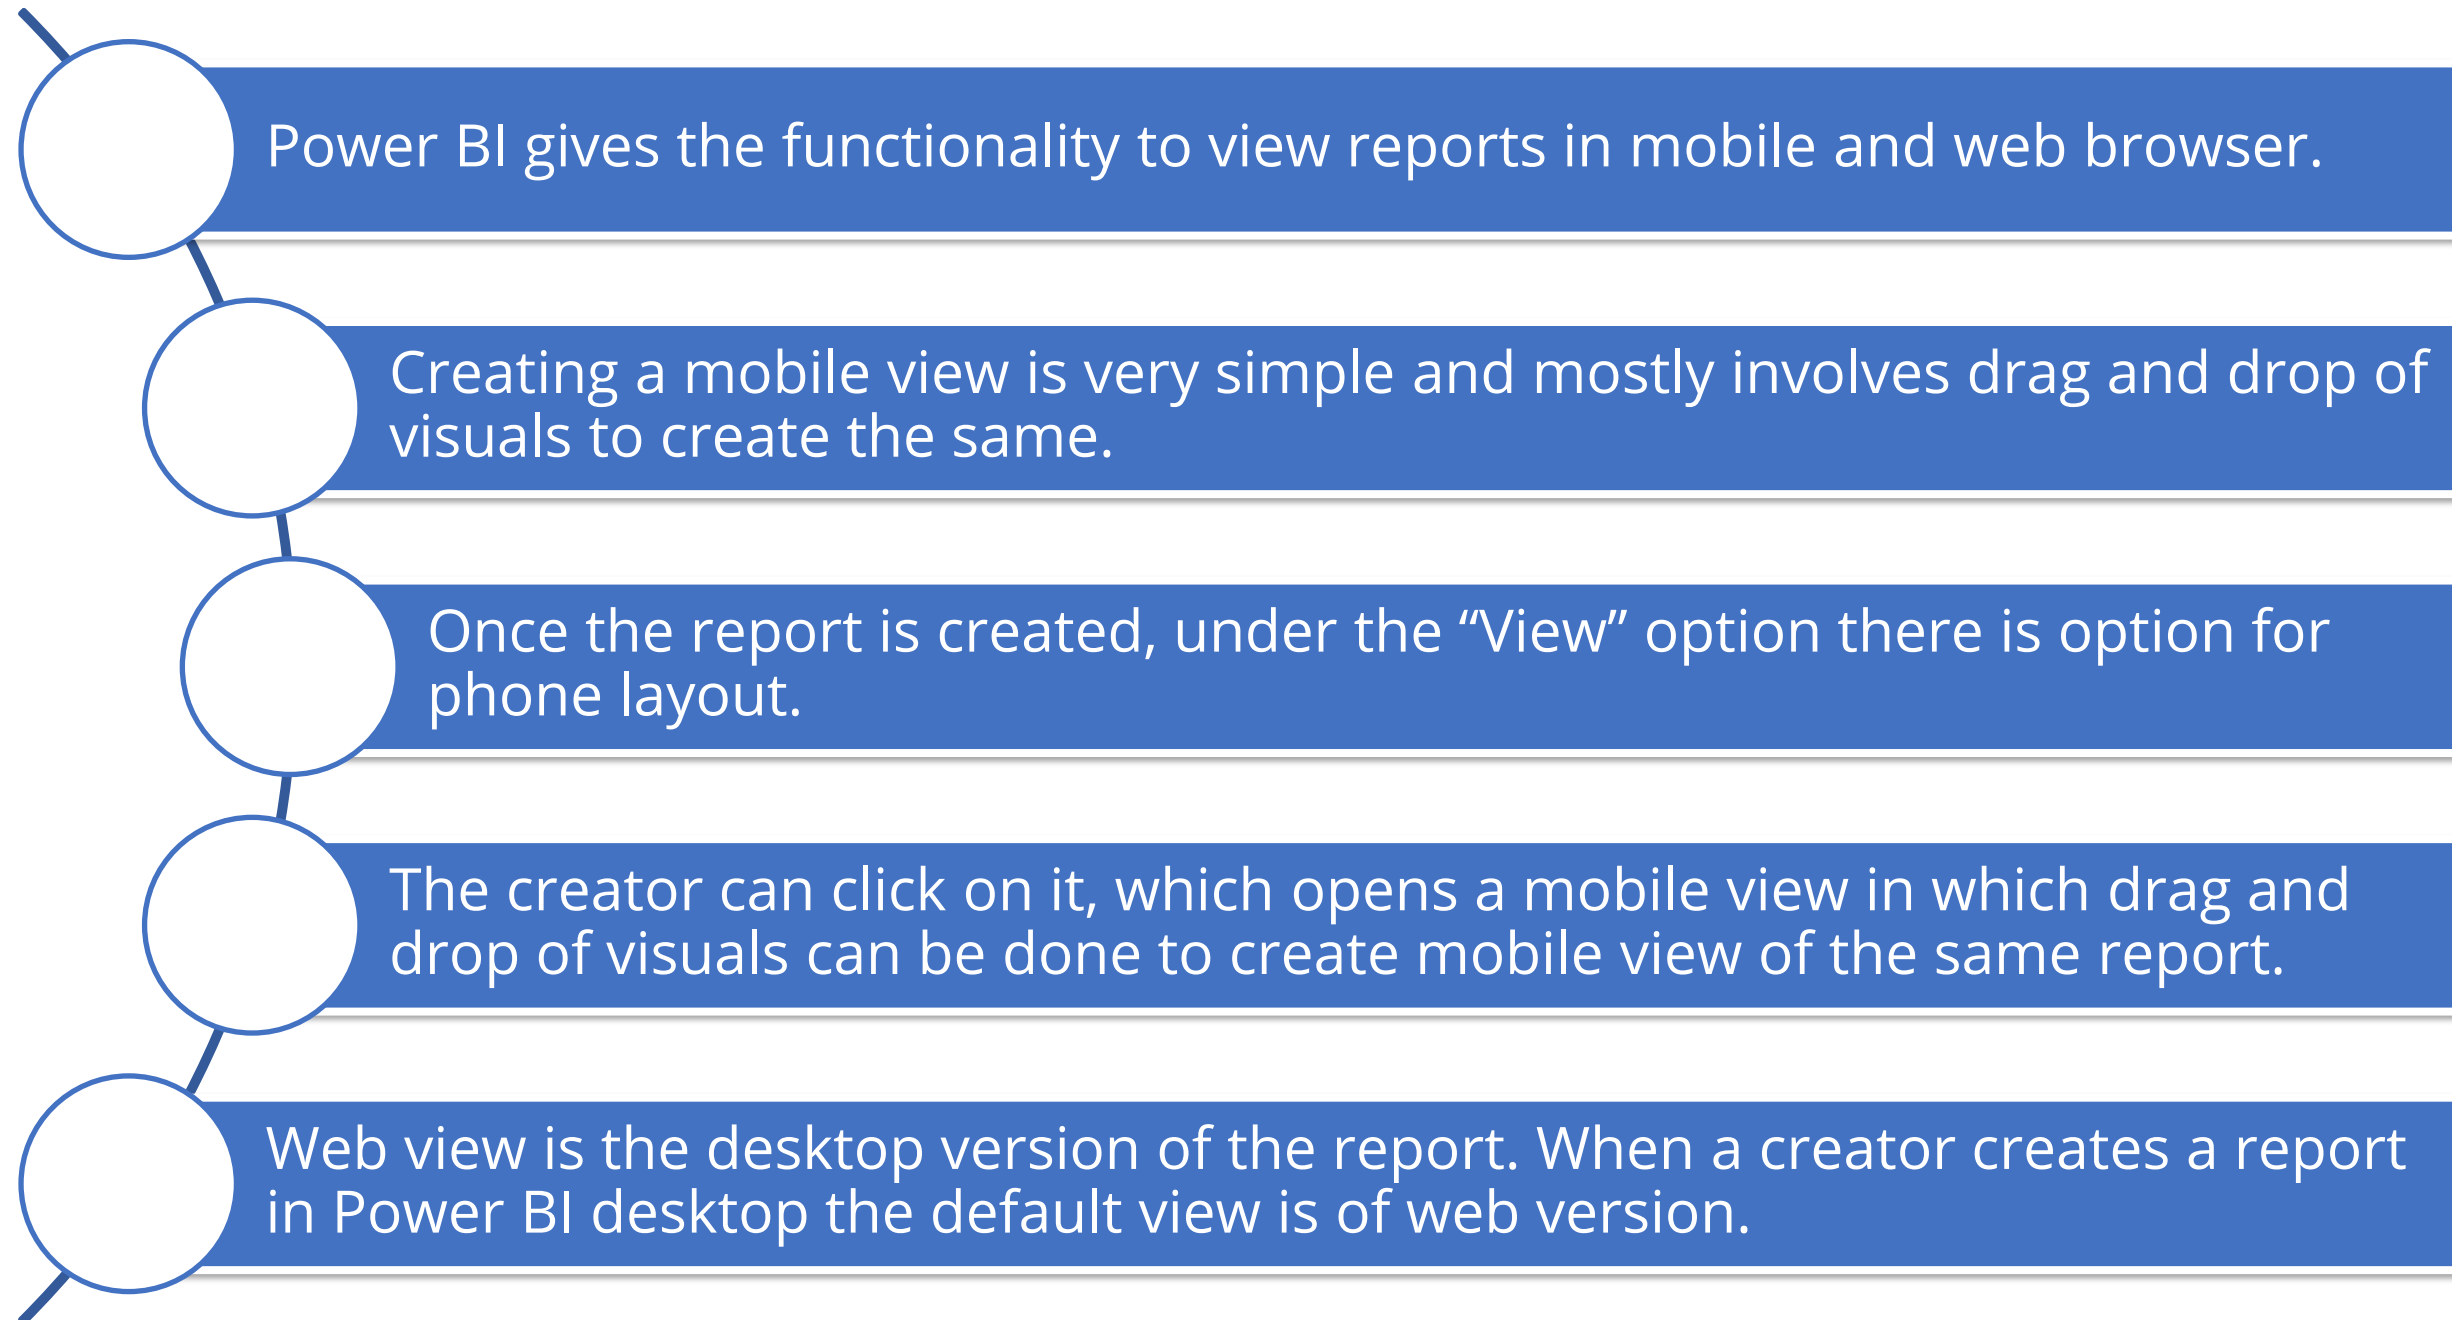 Power BI gives the functionality to view reports in mobile and web browser.
Creating a mobile view is very simple and mostly involves drag and drop of
visuals to create the same.
Once the report is created, under the “View” option there is option for
phone layout.
The creator can click on it, which opens a mobile view in which drag and
drop of visuals can be done to create mobile view of the same report.
Web view is the desktop version of the report. When a creator creates a report
in Power BI desktop the default view is of web version.